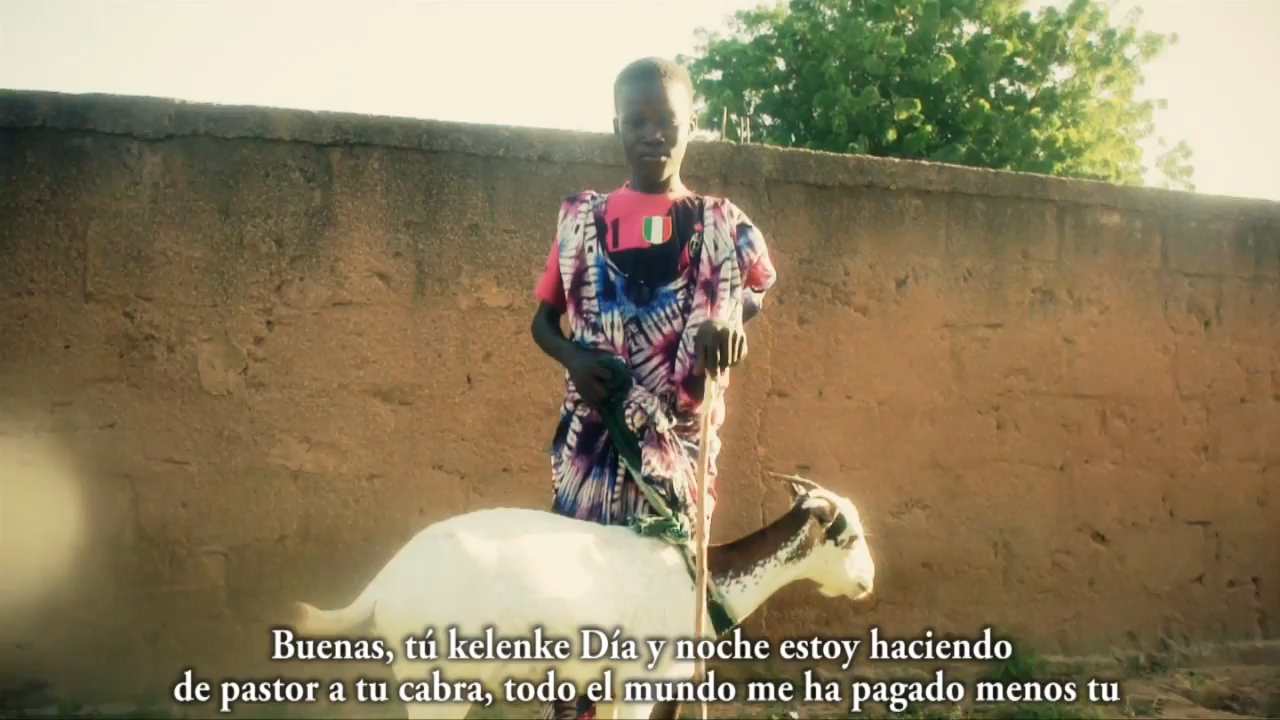 Buenas, tú kelenke Día y noche estoy haciendo
de pastor a tu cabra, todo el mundo me ha pagado menos tu